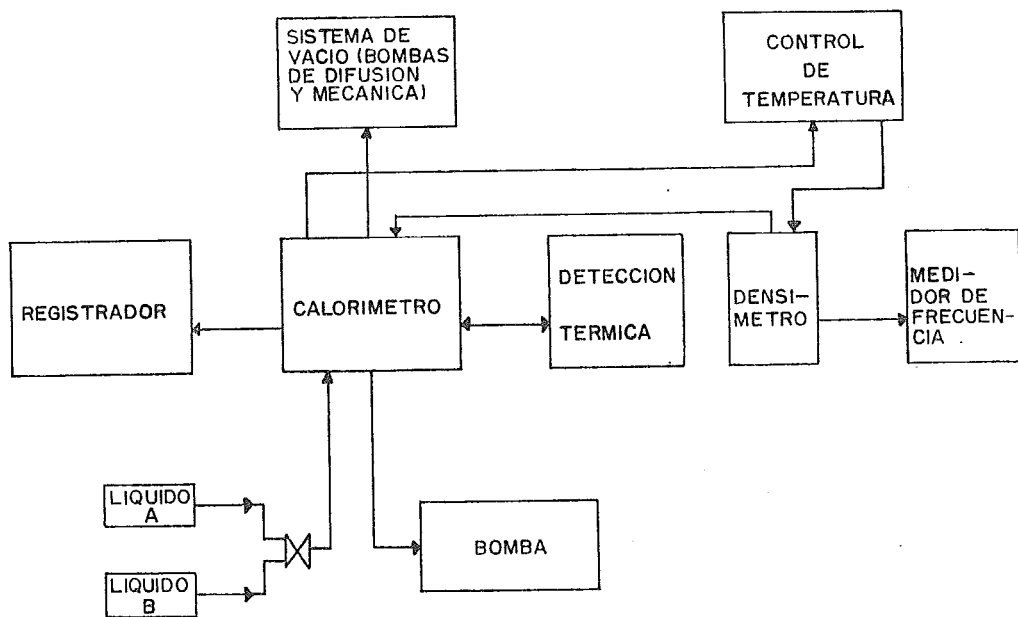 SISTEMA DE
VACIO (BOMBAS
DE DIFUSION
Y MECANICA)
CONTROL
DE
TEMPERATURA
REGISTRADOR
CALORIMETRO
DETECCION
TERMICA
DENSI-
METRO
MEDI-
DOR DE
FRECUEN-
CIA
LIQUIDO
A
LIQUIDO
B
BOMBA